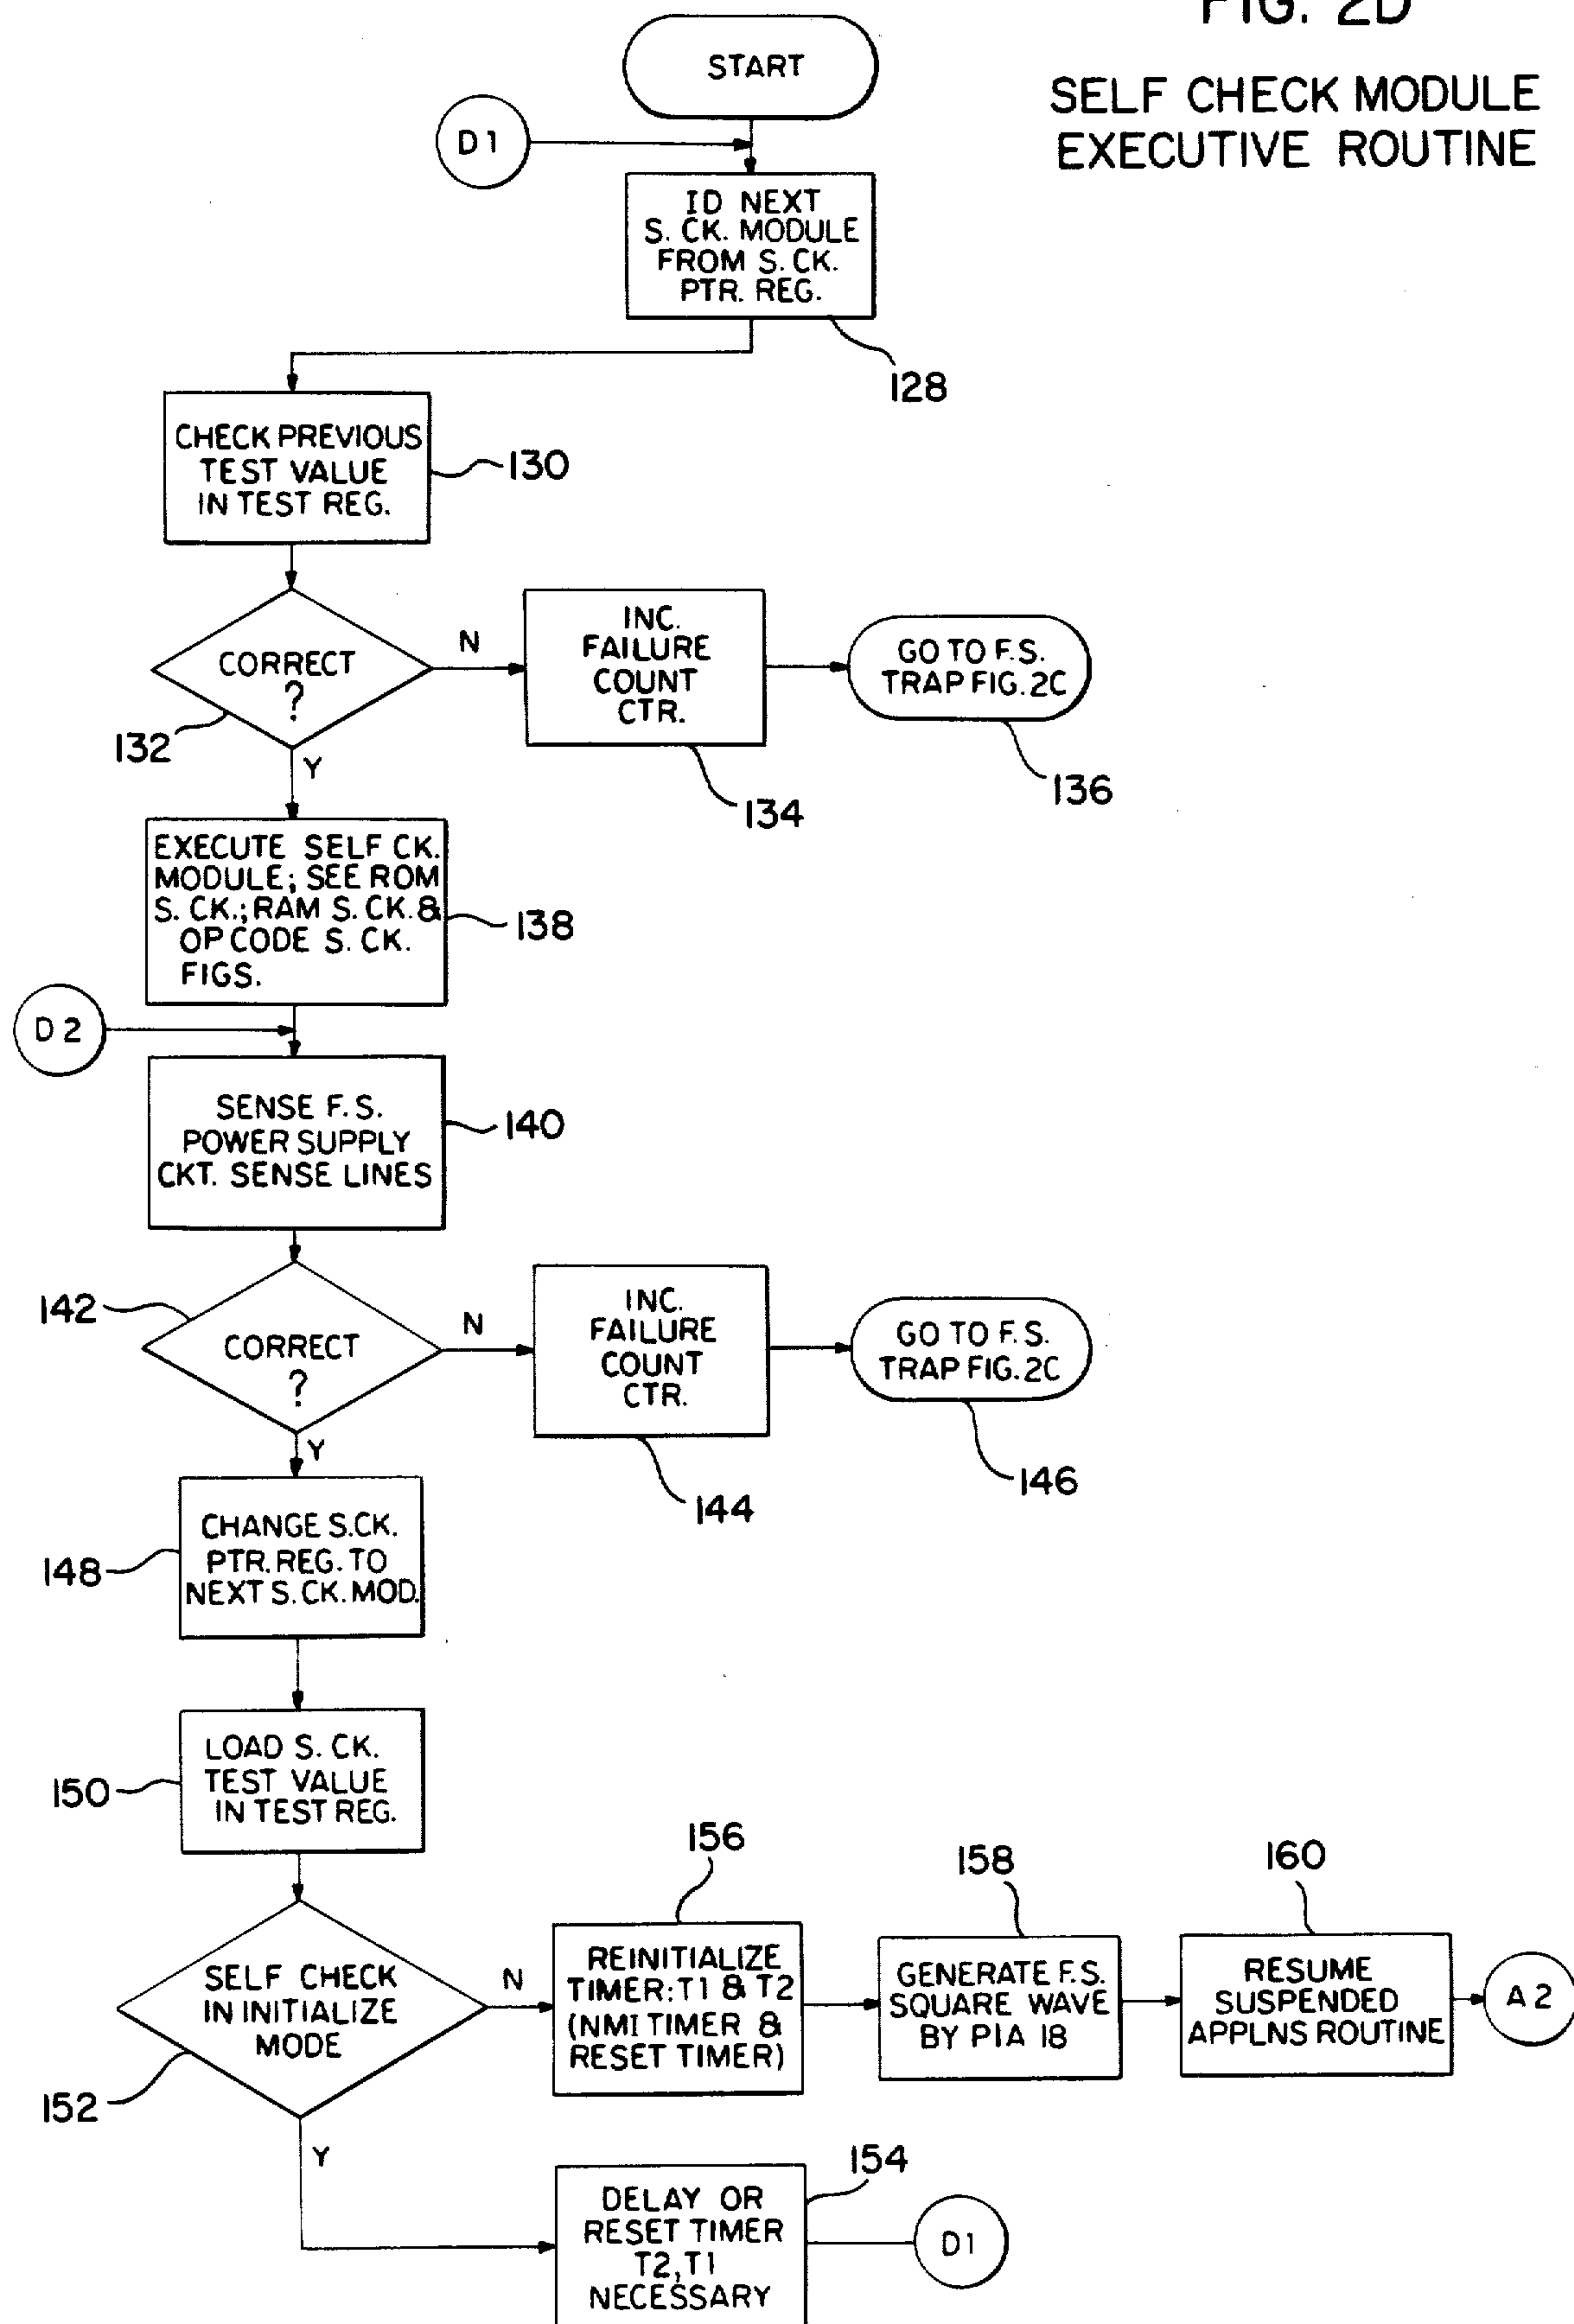 FIG. 2D
SELF CHECK MODULE
EXECUTIVE ROUTINE
START
D1
ID NEXT
S. CK. MODULE
FROM S. CK.
PTR. REG.
128
CHECK PREVIOUS
TEST VALUE
IN TEST REG.
130
CORRECT
?
132
N
Y
INC.
FAILURE
COUNT
CTR.
134
GO TO F.S.
TRAP FIG. 2C
136
EXECUTE SELF CK.
MODULE; SEE ROM
S. CK.; RAM S. CK. &
OP CODE S. CK.
FIGS.
138
D2
SENSE F.S.
POWER SUPPLY
CKT. SENSE LINES
140
142
CORRECT
?
N
Y
INC.
FAILURE
COUNT
CTR.
144
GO TO F.S.
TRAP FIG. 2C
146
CHANGE S.CK.
PTR. REG. TO
NEXT S. CK. MOD.
148
LOAD S. CK.
TEST VALUE
IN TEST REG.
150
SELF CHECK
IN INITIALIZE
MODE
152
N
Y
156
REINITIALIZE
TIMER: T1 & T2
(NMI TIMER &
RESET TIMER)
158
GENERATE F.S.
SQUARE WAVE
BY PIA 18
160
RESUME
SUSPENDED
APPLNS ROUTINE
A2
154
DELAY OR
RESET TIMER
T2, T1
NECESSARY
D1